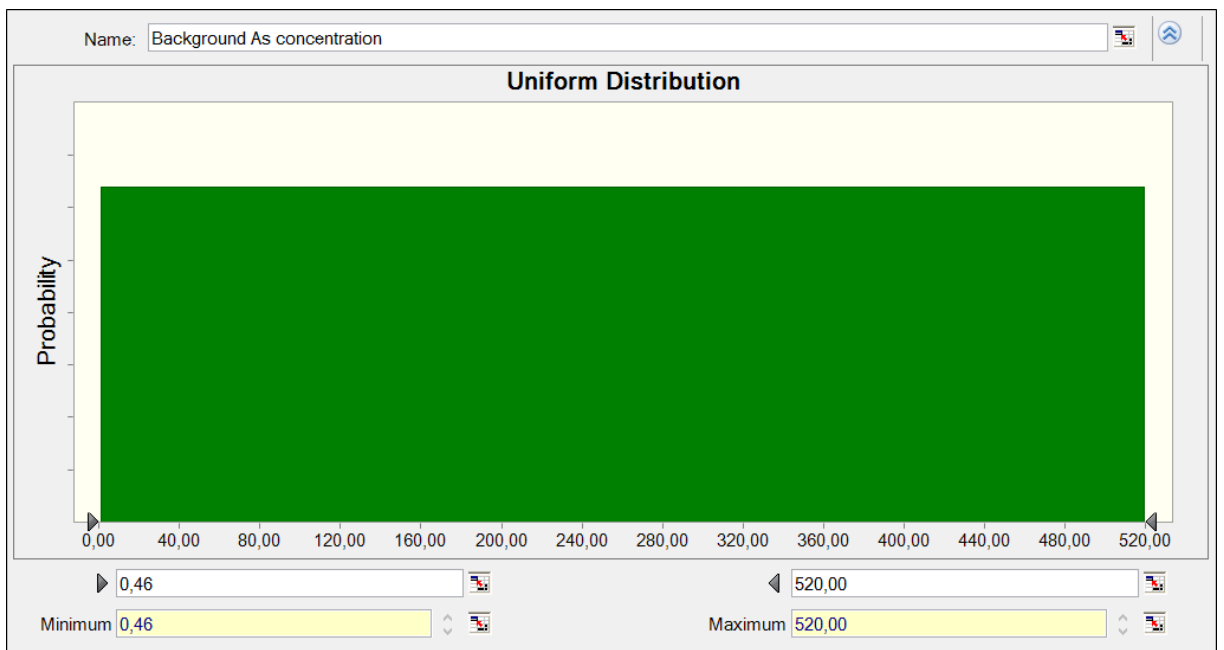 Name: Background As concentration
Uniform Distribution
Probability
0,00 40,00 80,00 120,00 160,00 200,00 240,00 280,00 320,00 360,00 400,00 440,00 480,00 520,00
0,46 520,00
Minimum 0,46 Maximum 520,00